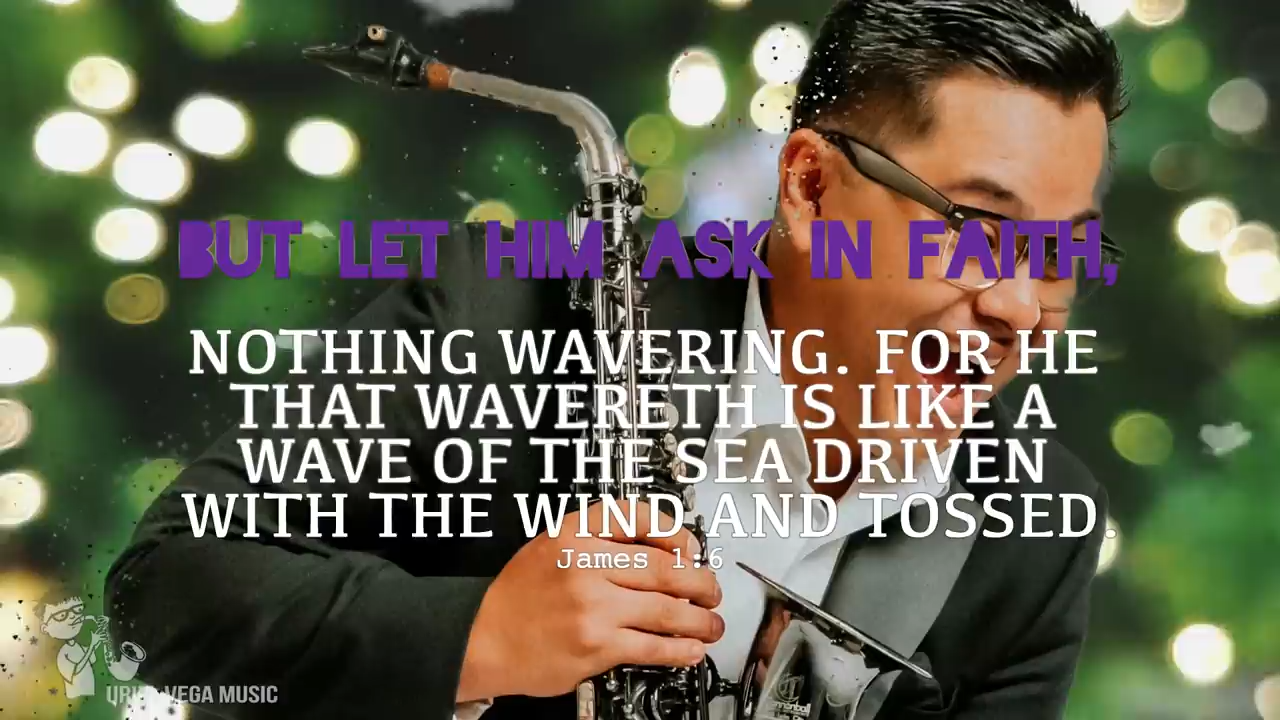 BUT LET HIM ASK IN FAITH,
NOTHING WAVERING. FOR HE
THAT WAVERETH IS LIKE A
WAVE OF THE SEA DRIVEN
WITH THE WIND AND TOSSED.
James 1:6
VEGA MUSIC